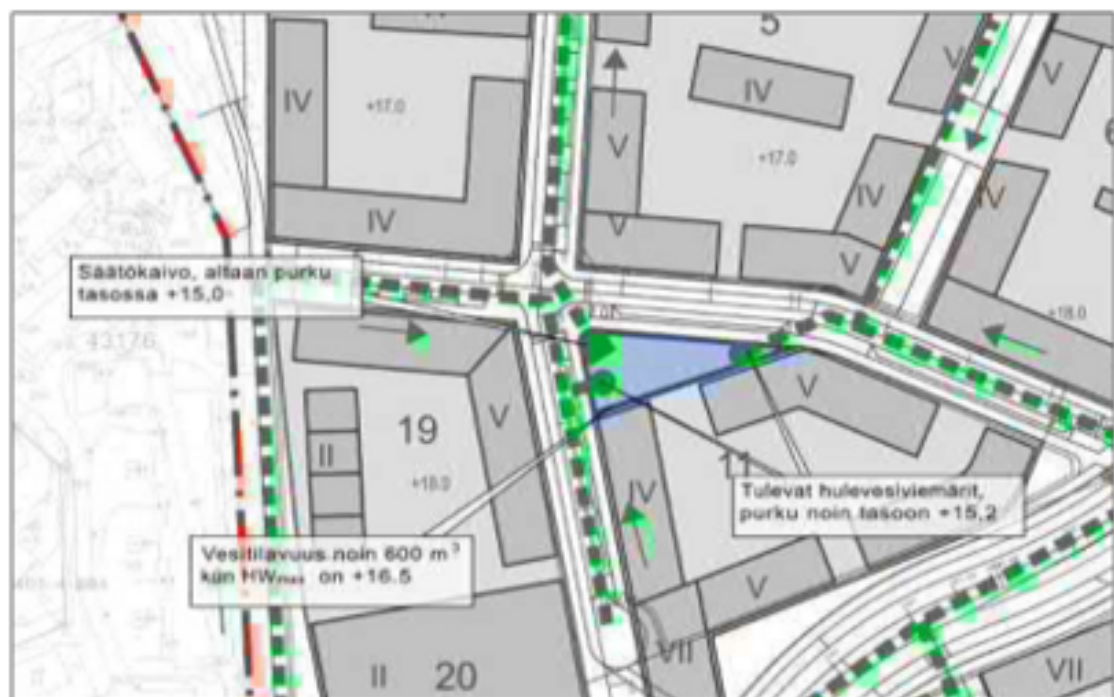 5
V
V
IV
IV
V
IV
+17.0
V
+17.0
IV
IV
IV
V
V
Säätökaivo, altaan purku
tasossa +15,0
+18.0
43176
V
19
V
II
11
+18.0
IV
Tulevat hulevesiviemärit,
purku noin tasoon +15,2
Vesitilavuus noin 600 m³
kun HWmax on +16.5
V
VII
VII
II
20